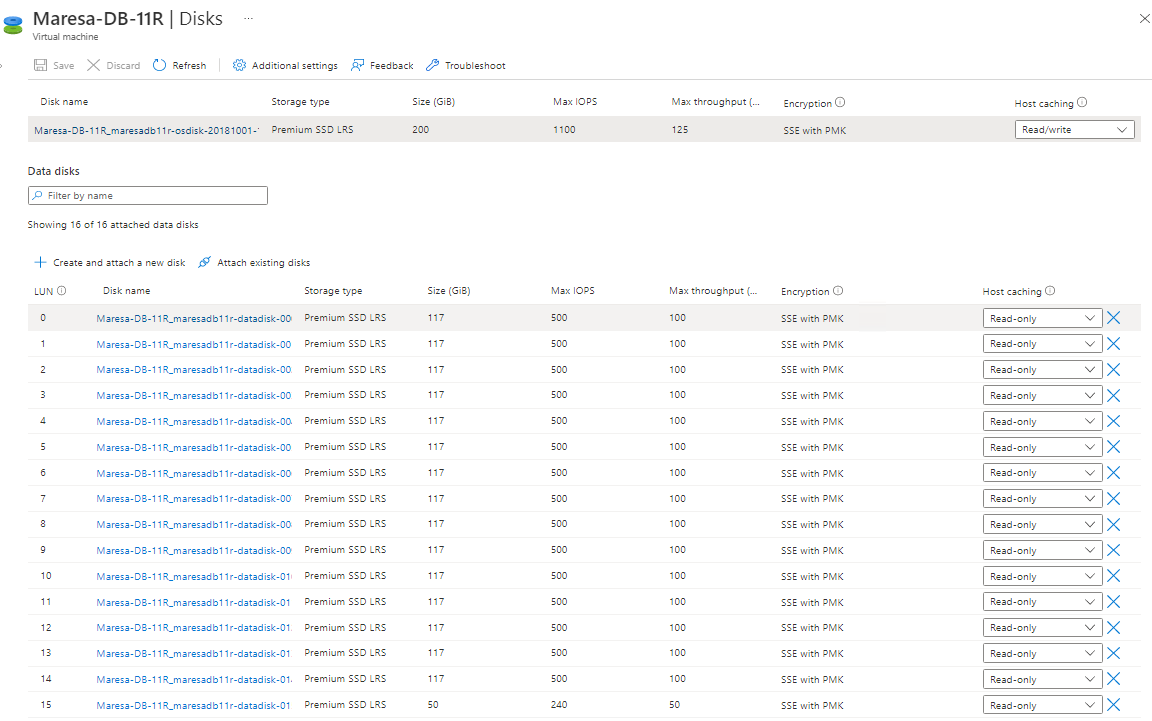 Maresa-DB-11R | Disks ...
Virtual machine
Save Discard Refresh Additional settings Feedback Troubleshoot
Disk name Storage type Size (GiB) Max IOPS Max throughput (... Encryption Host caching
Maresa-DB-11R_maresadb11r-osdisk-20181001- Premium SSD LRS 200 1100 125 SSE with PMK Read/write
Data disks
Filter by name
Showing 16 of 16 attached data disks
Create and attach a new disk Attach existing disks
LUN Disk name Storage type Size (GiB) Max IOPS Max throughput (... Encryption Host caching
0 Maresa-DB-11R_maresadb11r-datadisk-00 Premium SSD LRS 117 500 100 SSE with PMK Read-only
1 Maresa-DB-11R_maresadb11r-datadisk-00 Premium SSD LRS 117 500 100 SSE with PMK Read-only
2 Maresa-DB-11R_maresadb11r-datadisk-00 Premium SSD LRS 117 500 100 SSE with PMK Read-only
3 Maresa-DB-11R_maresadb11r-datadisk-00 Premium SSD LRS 117 500 100 SSE with PMK Read-only
4 Maresa-DB-11R_maresadb11r-datadisk-00 Premium SSD LRS 117 500 100 SSE with PMK Read-only
5 Maresa-DB-11R_maresadb11r-datadisk-00 Premium SSD LRS 117 500 100 SSE with PMK Read-only
6 Maresa-DB-11R_maresadb11r-datadisk-00 Premium SSD LRS 117 500 100 SSE with PMK Read-only
7 Maresa-DB-11R_maresadb11r-datadisk-00 Premium SSD LRS 117 500 100 SSE with PMK Read-only
8 Maresa-DB-11R_maresadb11r-datadisk-00 Premium SSD LRS 117 500 100 SSE with PMK Read-only
9 Maresa-DB-11R_maresadb11r-datadisk-00 Premium SSD LRS 117 500 100 SSE with PMK Read-only
10 Maresa-DB-11R_maresadb11r-datadisk-01 Premium SSD LRS 117 500 100 SSE with PMK Read-only
11 Maresa-DB-11R_maresadb11r-datadisk-01 Premium SSD LRS 117 500 100 SSE with PMK Read-only
12 Maresa-DB-11R_maresadb11r-datadisk-01 Premium SSD LRS 117 500 100 SSE with PMK Read-only
13 Maresa-DB-11R_maresadb11r-datadisk-01 Premium SSD LRS 117 500 100 SSE with PMK Read-only
14 Maresa-DB-11R_maresadb11r-datadisk-01 Premium SSD LRS 117 500 100 SSE with PMK Read-only
15 Maresa-DB-11R_maresadb11r-datadisk-01 Premium SSD LRS 50 240 50 SSE with PMK Read-only